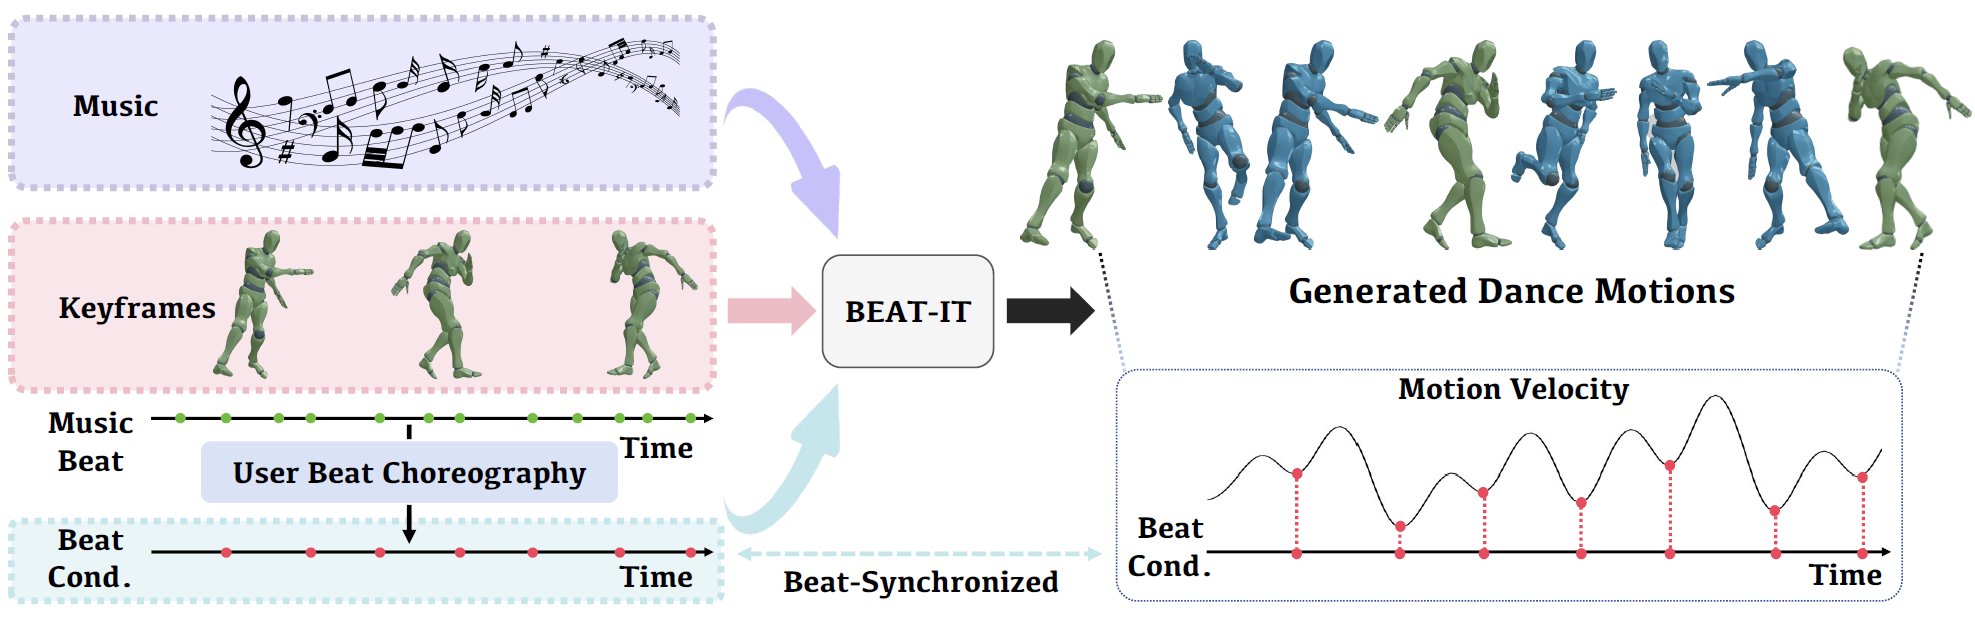 Music
Keyframes
Music
Beat
Time
User Beat Choreography
Beat
Cond.
Time
BEAT-IT
Beat-Synchronized
Generated Dance Motions
Motion Velocity
Beat
Cond.
Time